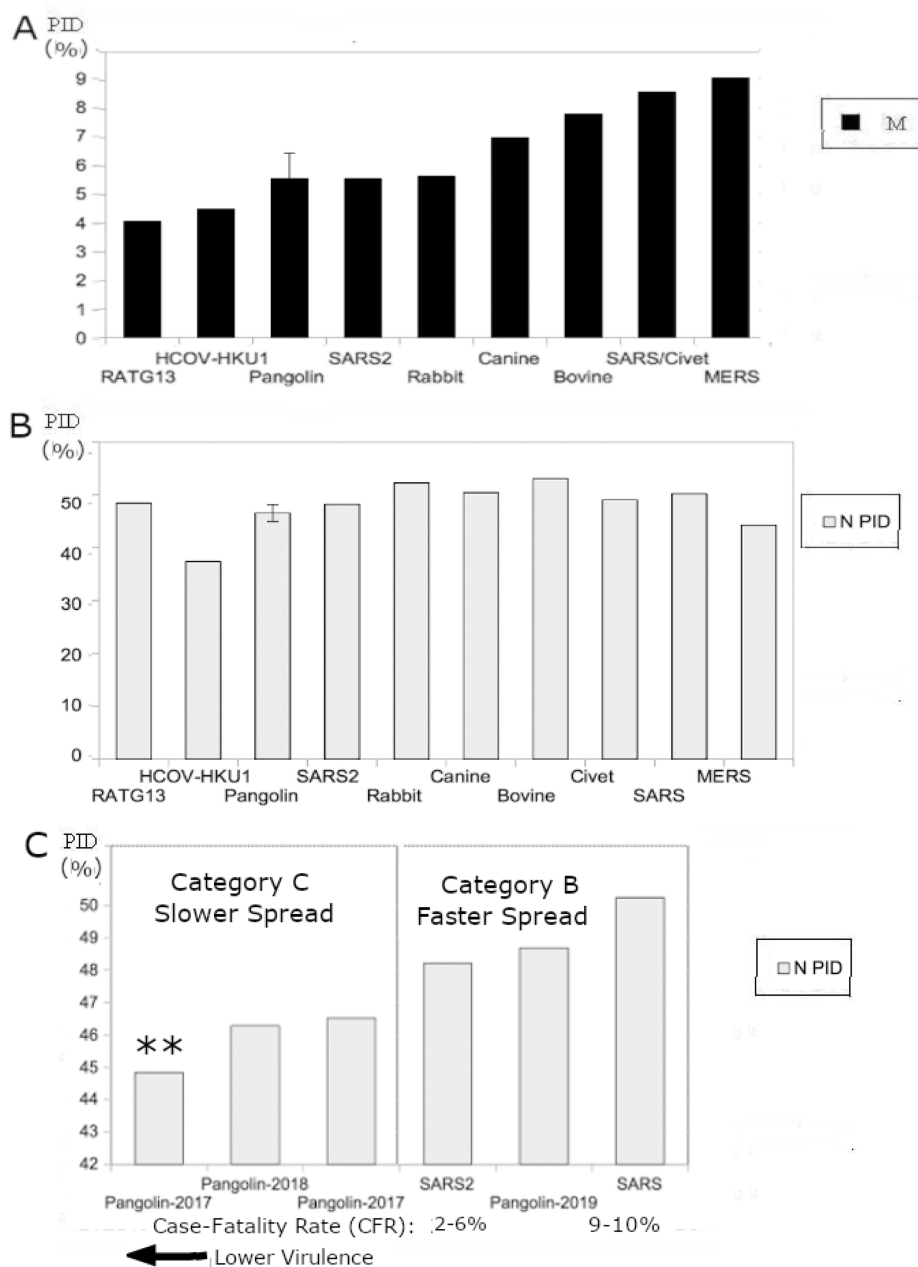 A PID
(%)
9
8
7
6
5
4
3
2
1
0
M
HCOV-HKU1 SARS2 Canine SARS/Civet
RATG13 Pangolin Rabbit Bovine MERS
B PID
(%)
50
40
30
20
10
0
N PID
HCOV-HKU1 SARS2 Canine Civet MERS
RATG13 Pangolin Rabbit Bovine SARS
C PID
(%)
Category C
Slower Spread
Category B
Faster Spread
50
49
48
47
46
45
44
43
42
**
N PID
Pangolin-2018 SARS2 SARS
Pangolin-2017 Pangolin-2017 Pangolin-2019
Case-Fatality Rate (CFR): 2-6% 9-10%
Lower Virulence